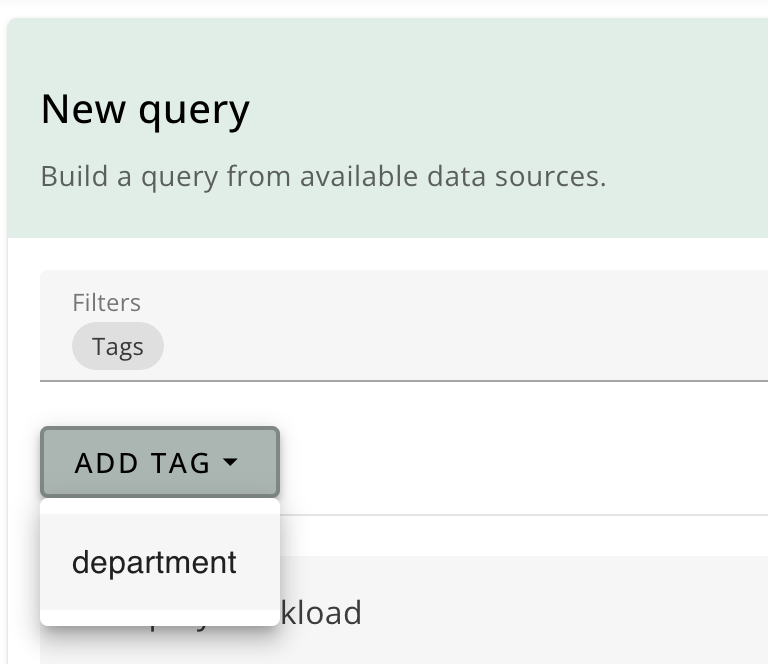 New query
Build a query from available data sources.
Filters
Tags
ADD TAG
department
kload